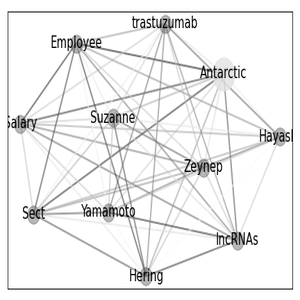 trastuzumab
Employee
Antarctic
Suzanne
Salary
Hayash
Zeynep
Sect
Yamamoto
lncRNAs
Hering